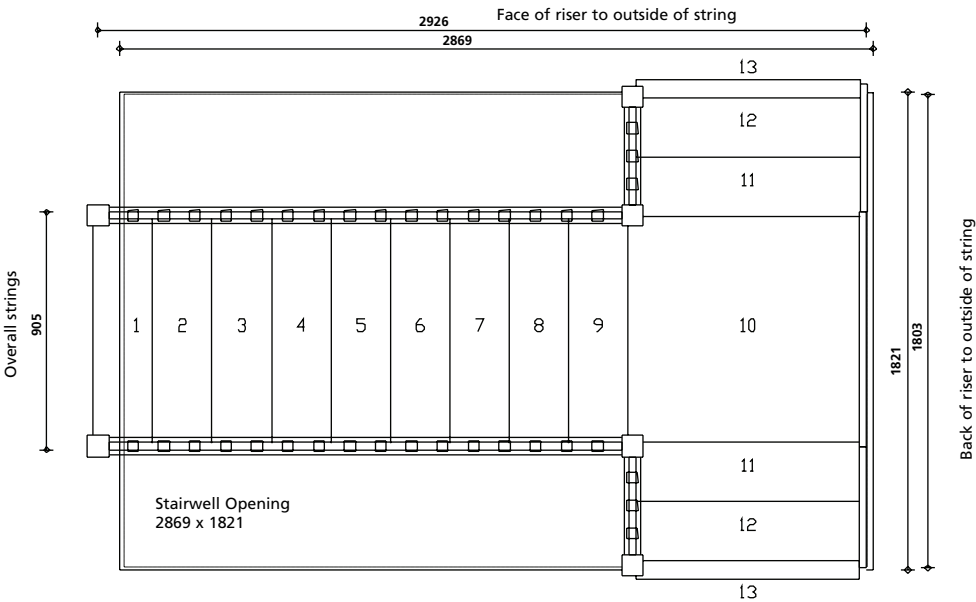 2926
Face of riser to outside of string
2869
13
12
11
Overall strings
905
1 2 3 4 5 6 7 8 9 10
1821
1803
Back of riser to outside of string
11
Stairwell Opening
2869 x 1821
12
13